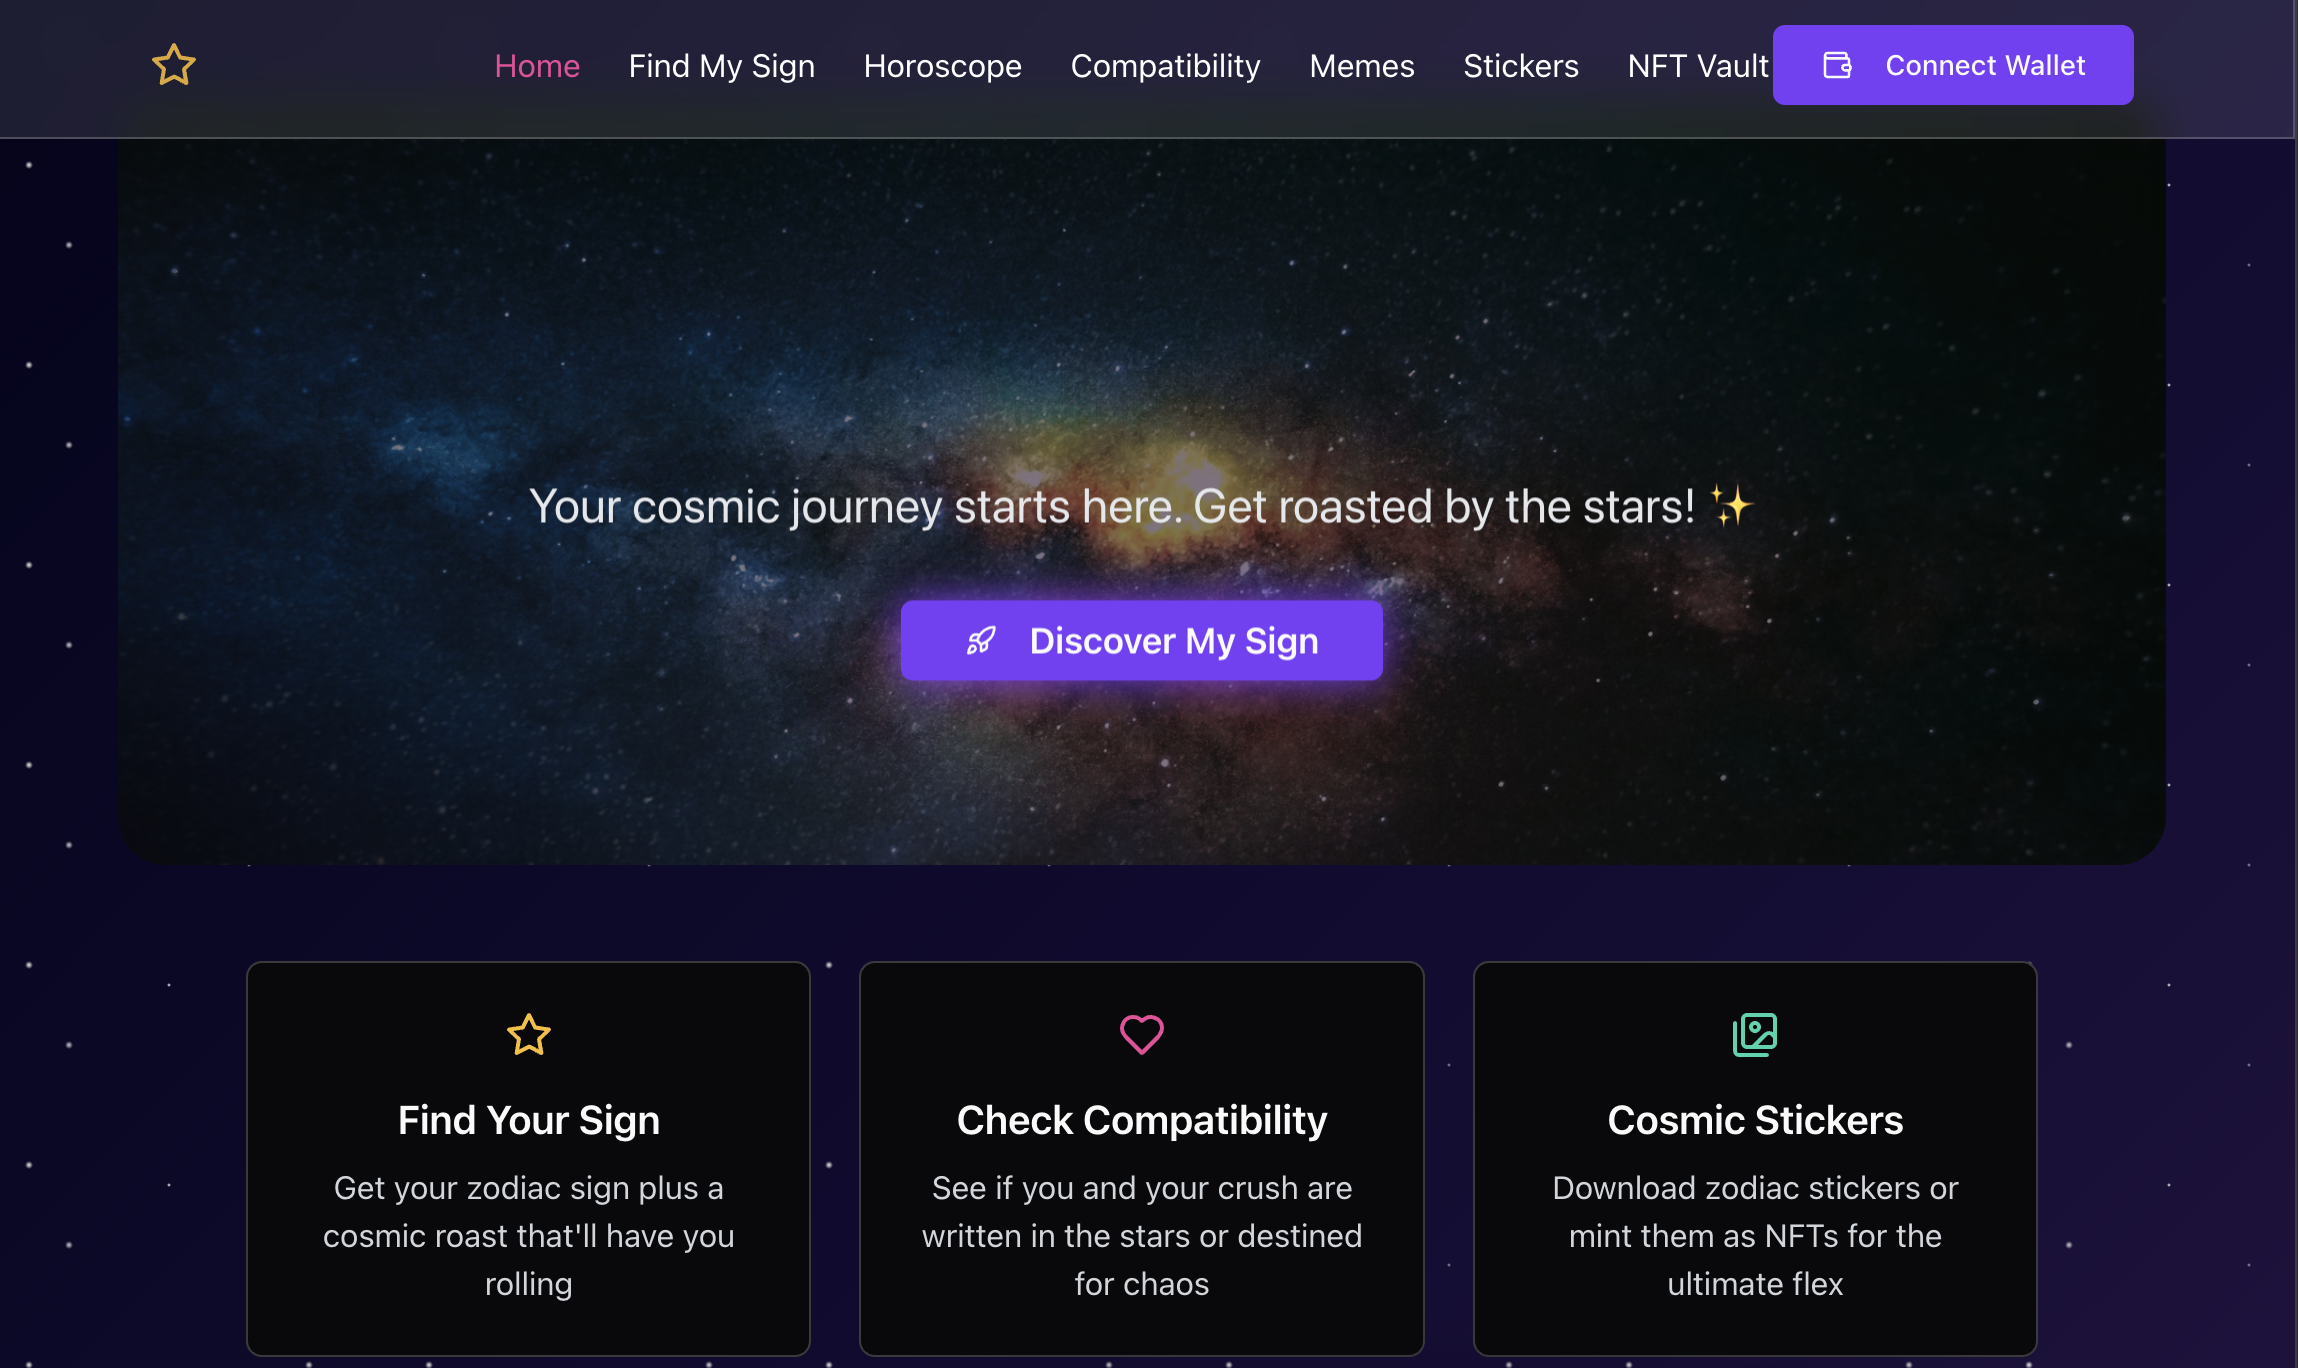 Home Find My Sign Horoscope Compatibility Memes Stickers NFT Vault Connect Wallet
Your cosmic journey starts here. Get roasted by the stars! ✨
Discover My Sign
Find Your Sign
Get your zodiac sign plus a
cosmic roast that'll have you
rolling
Check Compatibility
See if you and your crush are
written in the stars or destined
for chaos
Cosmic Stickers
Download zodiac stickers or
mint them as NFTs for the
ultimate flex